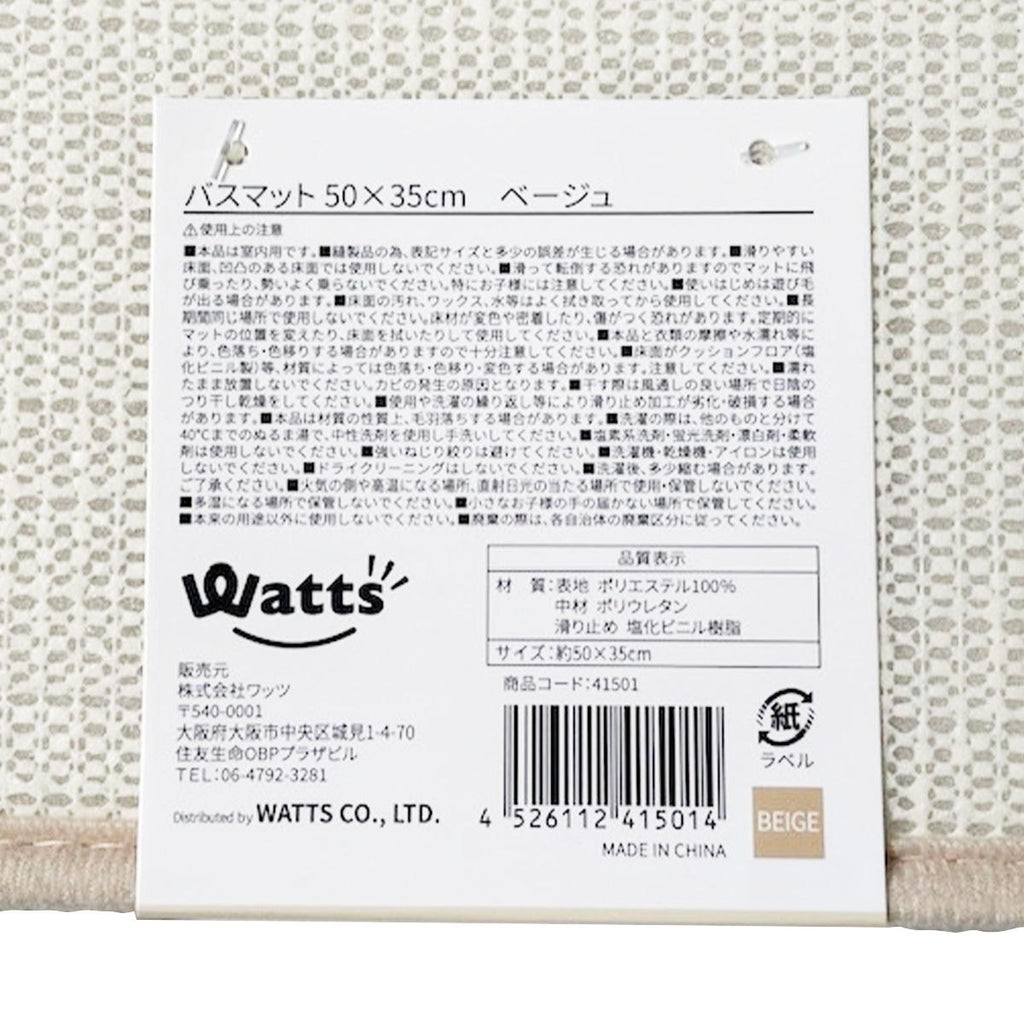 バスマット 50×35cm　ベージュ
⚠使用上の注意
■本品は室内用です。■縫製品の為、表記サイズと多少の誤差が生じる場合があります。■滑りやすい
床面、凹凸のある床面では使用しないでください。■滑って転倒する恐れがありますのでマットに飛
び乗ったり、勢いよく乗らないでください。特にお子様には注意してください。■使いはじめは遊び毛
が出る場合があります。■床面の汚れ、ワックス、水等はよく拭き取ってから使用してください。■長
期間同じ場所で使用しないでください。床材が変色や密着したり、傷がつく恐れがあります。定期的に
マットの位置を変えたり、床面を拭いたりして使用してください。■本品と衣類の摩擦や水濡れ等に
より、色落ち・色移りする場合がありますので十分注意してください。■床面がクッションフロア(塩
化ビニル製)等、材質によっては色落ち・色移り・変色する場合があります。注意してください。■濡れ
たまま放置しないでください。カビの発生の原因となります。■干す際は風通しの良い場所で日陰の
つり干し乾燥をしてください。■使用や洗濯の繰り返し等により滑り止め加工が劣化・破損する場合
があります。■本品は材質の性質上、毛羽落ちする場合があります。■洗濯の際は、他のものと分けて
40℃までのぬるま湯で、中性洗剤を使用し手洗いしてください。■塩素系洗剤・蛍光洗剤・漂白剤・柔軟
剤は使用しないでください。■強いねじり絞りは避けてください。■洗濯機・乾燥機・アイロンは使用
しないでください。■ドライクリーニングはしないでください。■洗濯後、多少縮む場合があります。
ご了承ください。■火気の側や高温になる場所、直射日光の当たる場所で使用・保管しないでください。
■多湿になる場所で保管しないでください。■小さなお子様の手の届かない場所で保管してください。
■本来の用途以外に使用しないでください。■廃棄の際は、各自治体の廃棄区分に従ってください。
Watts
販売元
株式会社ワッツ
〒540-0001
大阪府大阪市中央区城見1-4-70
住友生命OBPプラザビル
TEL:06-4792-3281
Distributed by WATTS CO., LTD.
品質表示
材　質:表地 ポリエステル100%
中材 ポリウレタン
滑り止め 塩化ビニル樹脂
サイズ:約50×35cm
商品コード:41501
4 526112 415014
MADE IN CHINA
紙
ラベル
BEIGE